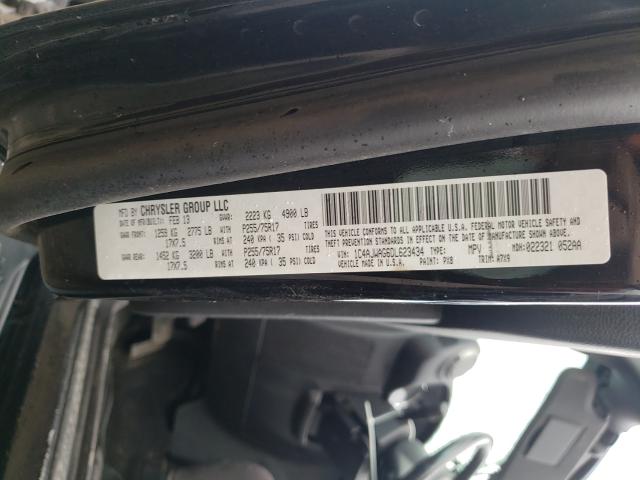 MFD BY CHRYSLER GROUP LLC
DATE OF MFR/BUILT: FEB 13 GVWR: 2223 KG 4900 LB
GAWR FRONT: 1259 KG 2775 LB WITH P255/75R17 TIRES
17X7.5 RIMS AT 240 KPA ( 35 PSI) COLD
GAWR REAR: 1452 KG 3200 LB WITH P255/75R17 TIRES
17X7.5 RIMS AT 240 KPA ( 35 PSI) COLD
THIS VEHICLE CONFORMS TO ALL APPLICABLE U.S.A. FEDERAL MOTOR VEHICLE SAFETY AND
THEFT PREVENTION STANDARDS IN EFFECT ON THE DATE OF MANUFACTURE SHOWN ABOVE.
VIN: 1C4AJWAG6DL623434 TYPE: MPV MDH: 022321 052AA
VEHICLE MADE IN U.S.A. PAINT: PX8 TRIM: A7X9